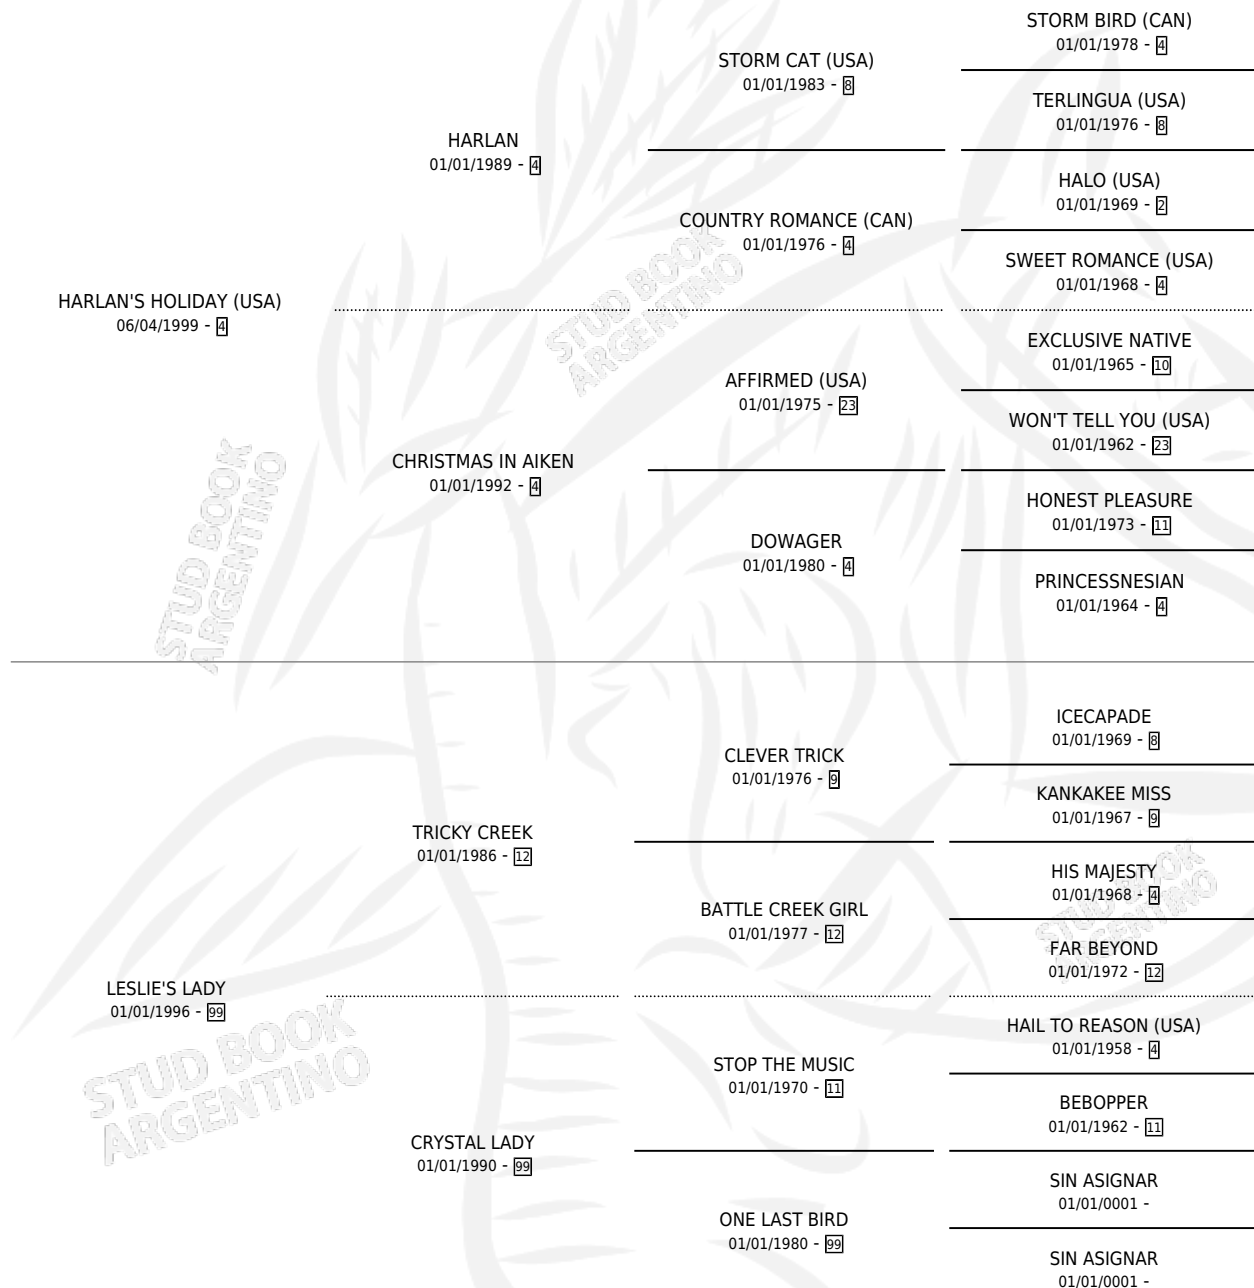 STORM BIRD (CAN)
01/01/1978 - 4
STORM CAT (USA)
01/01/1983 - 8
TERLINGUA (USA)
01/01/1976 - 8
HARLAN
01/01/1989 - 4
HALO (USA)
01/01/1969 - 2
COUNTRY ROMANCE (CAN)
01/01/1976 - 4
SWEET ROMANCE (USA)
01/01/1968 - 4
HARLAN'S HOLIDAY (USA)
06/04/1999 - 4
EXCLUSIVE NATIVE
01/01/1965 - 10
AFFIRMED (USA)
01/01/1975 - 23
WON'T TELL YOU (USA)
01/01/1962 - 23
CHRISTMAS IN AIKEN
01/01/1992 - 4
HONEST PLEASURE
01/01/1973 - 11
DOWAGER
01/01/1980 - 4
PRINCESSNESIAN
01/01/1964 - 4
STUD BOOK
ARGENTINO
STUD BOOK
ARGENTINO
ICECAPADE
01/01/1969 - 8
CLEVER TRICK
01/01/1976 - 9
KANKAKEE MISS
01/01/1967 - 9
TRICKY CREEK
01/01/1986 - 12
HIS MAJESTY
01/01/1968 - 4
BATTLE CREEK GIRL
01/01/1977 - 12
FAR BEYOND
01/01/1972 - 12
LESLIE'S LADY
01/01/1996 - 99
HAIL TO REASON (USA)
01/01/1958 - 4
STOP THE MUSIC
01/01/1970 - 11
BEBOPPER
01/01/1962 - 11
CRYSTAL LADY
01/01/1990 - 99
SIN ASIGNAR
01/01/0001 -
ONE LAST BIRD
01/01/1980 - 99
SIN ASIGNAR
01/01/0001 -
STUD BOOK
ARGENTINO
STUD BOOK
ARGENTINO